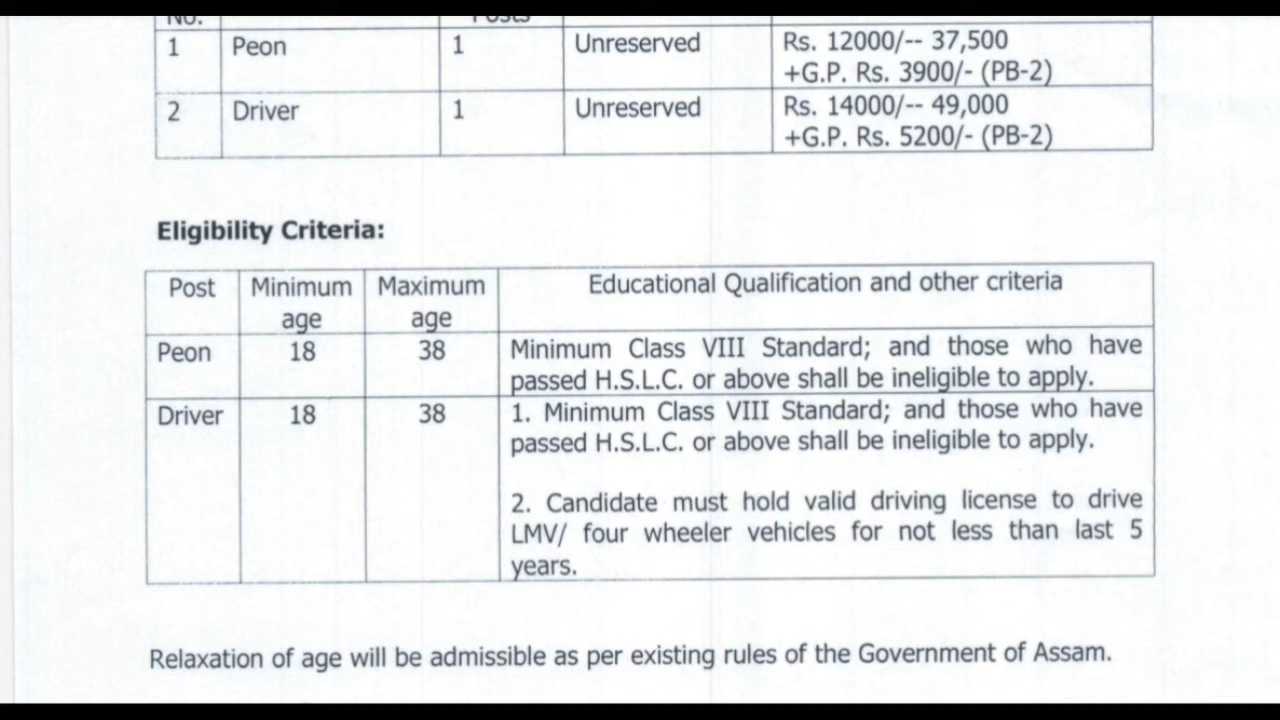 No. Posts
1 Peon 1 Unreserved Rs. 12000/-- 37,500
+G.P. Rs. 3900/- (PB-2)
2 Driver 1 Unreserved Rs. 14000/-- 49,000
+G.P. Rs. 5200/- (PB-2)
Eligibility Criteria:
Post Minimum age Maximum age Educational Qualification and other criteria
Peon 18 38 Minimum Class VIII Standard; and those who have
passed H.S.L.C. or above shall be ineligible to apply.
Driver 18 38 1. Minimum Class VIII Standard; and those who have
passed H.S.L.C. or above shall be ineligible to apply.
2. Candidate must hold valid driving license to drive
LMV/ four wheeler vehicles for not less than last 5
years.
Relaxation of age will be admissible as per existing rules of the Government of Assam.